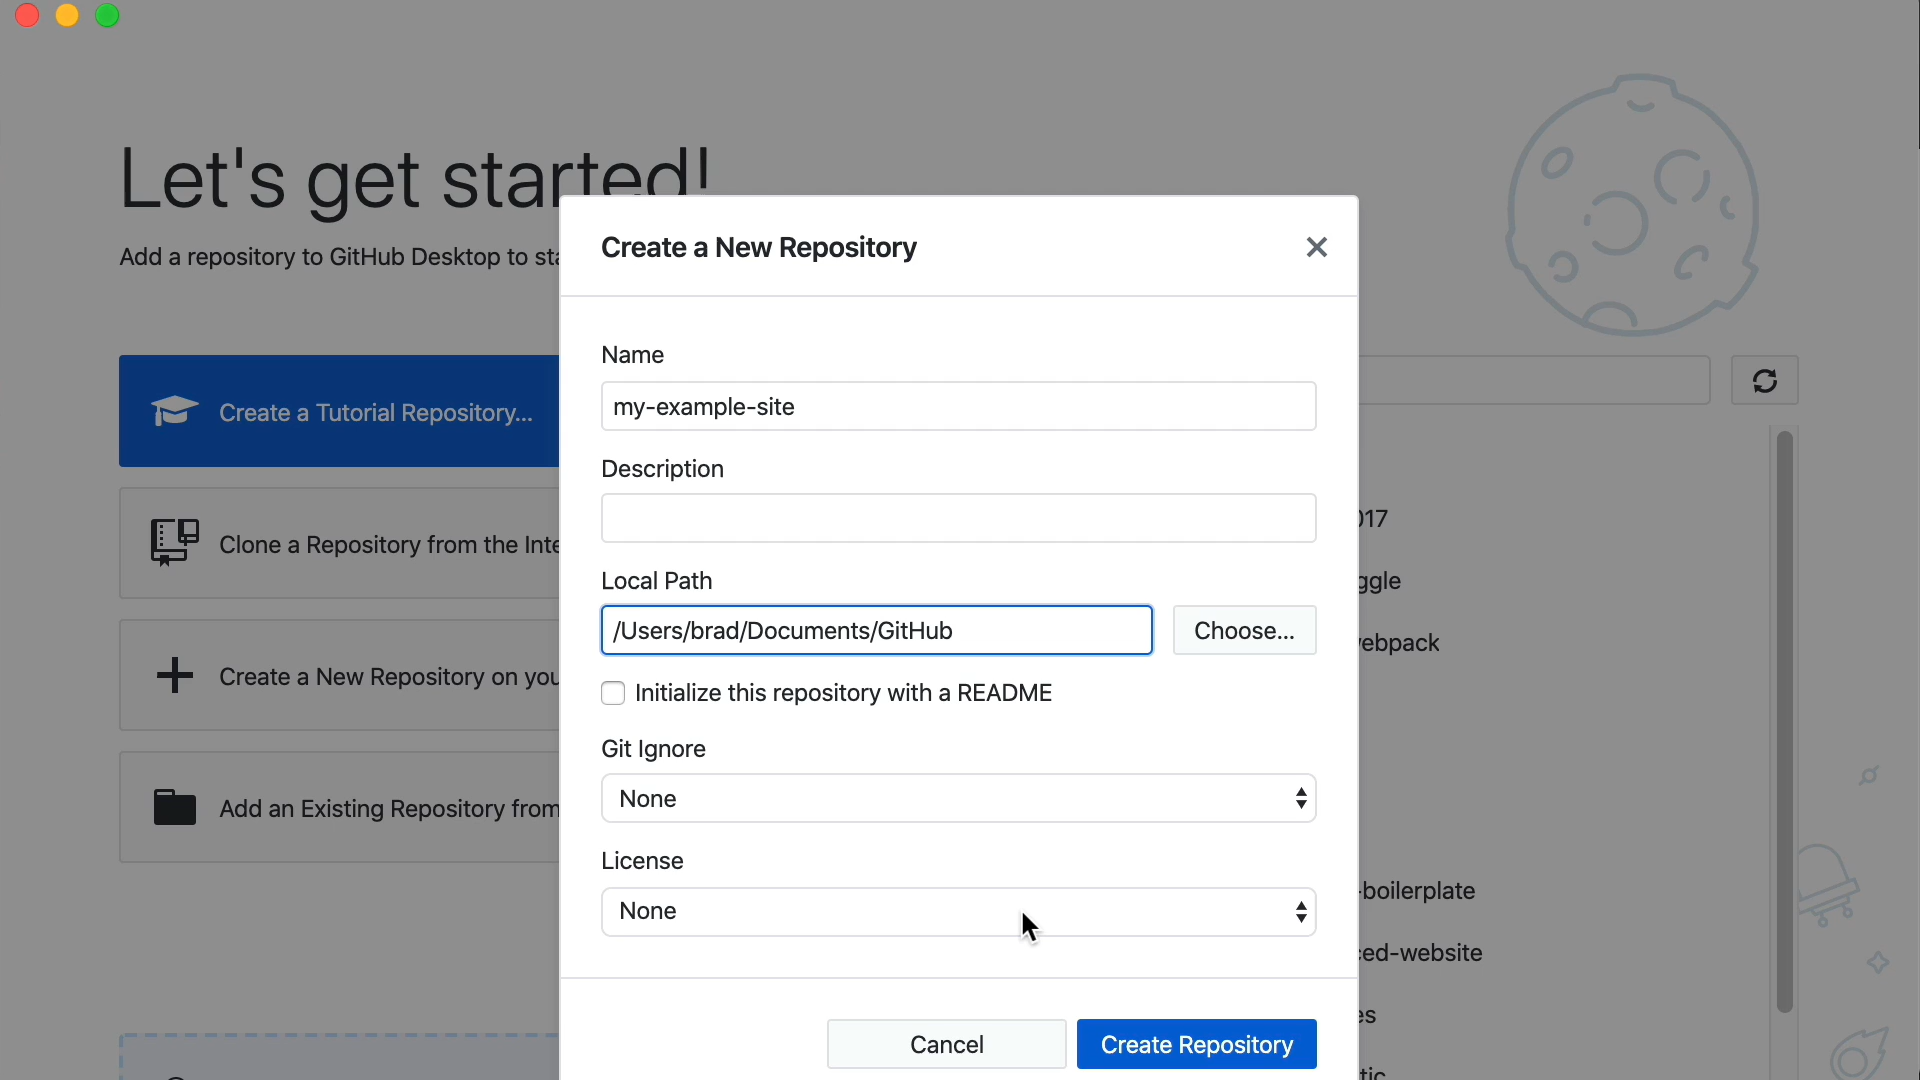 Let's get started!
Add a repository to GitHub Desktop to sta
Create a Tutorial Repository...
Clone a Repository from the Inte
Create a New Repository on you
Add an Existing Repository from
Create a New Repository
Name
my-example-site
Description
Local Path
/Users/brad/Documents/GitHub
Choose...
Initialize this repository with a README
Git Ignore
None
License
None
Cancel
Create Repository
017
ggle
ebpack
-boilerplate
ced-website
es
tic